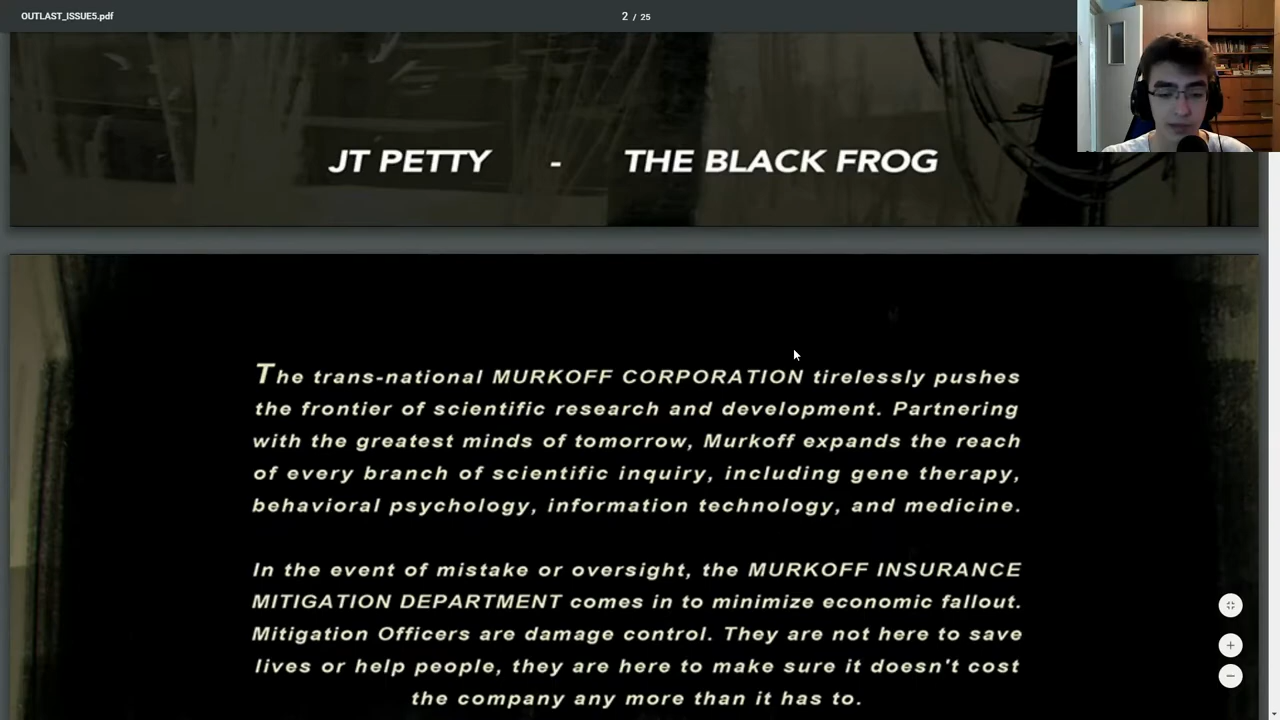 OUTLAST_ISSUE5.pdf
2 / 25
JT PETTY - THE BLACK FROG
The trans-national MURKOFF CORPORATION tirelessly pushes
the frontier of scientific research and development. Partnering
with the greatest minds of tomorrow, Murkoff expands the reach
of every branch of scientific inquiry, including gene therapy,
behavioral psychology, information technology, and medicine.
In the event of mistake or oversight, the MURKOFF INSURANCE
MITIGATION DEPARTMENT comes in to minimize economic fallout.
Mitigation Officers are damage control. They are not here to save
lives or help people, they are here to make sure it doesn't cost
the company any more than it has to.